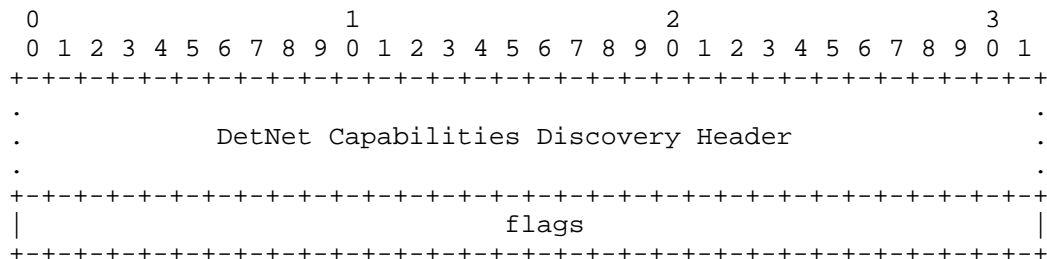 0                   1                   2                   3
 0 1 2 3 4 5 6 7 8 9 0 1 2 3 4 5 6 7 8 9 0 1 2 3 4 5 6 7 8 9 0 1
+-+-+-+-+-+-+-+-+-+-+-+-+-+-+-+-+-+-+-+-+-+-+-+-+-+-+-+-+-+-+-+-+
.                                                               .
.            DetNet Capabilities Discovery Header               .
.                                                               .
+-+-+-+-+-+-+-+-+-+-+-+-+-+-+-+-+-+-+-+-+-+-+-+-+-+-+-+-+-+-+-+-+
|                              flags                            |
+-+-+-+-+-+-+-+-+-+-+-+-+-+-+-+-+-+-+-+-+-+-+-+-+-+-+-+-+-+-+-+-+